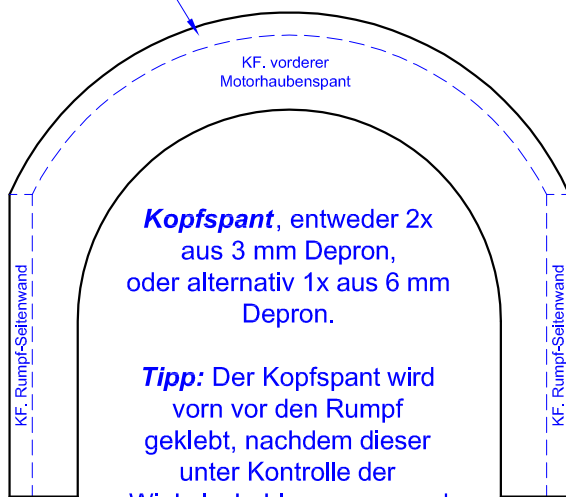 KF. vorderer
Motorhaubenspant
Kopfspant, entweder 2x
aus 3 mm Depron,
oder alternativ 1x aus 6 mm
Depron.
Tipp: Der Kopfspant wird
vorn vor den Rumpf
geklebt, nachdem dieser
unter Kontrolle der
KF. Rumpf-Seitenwand
KF. Rumpf-Seitenwand